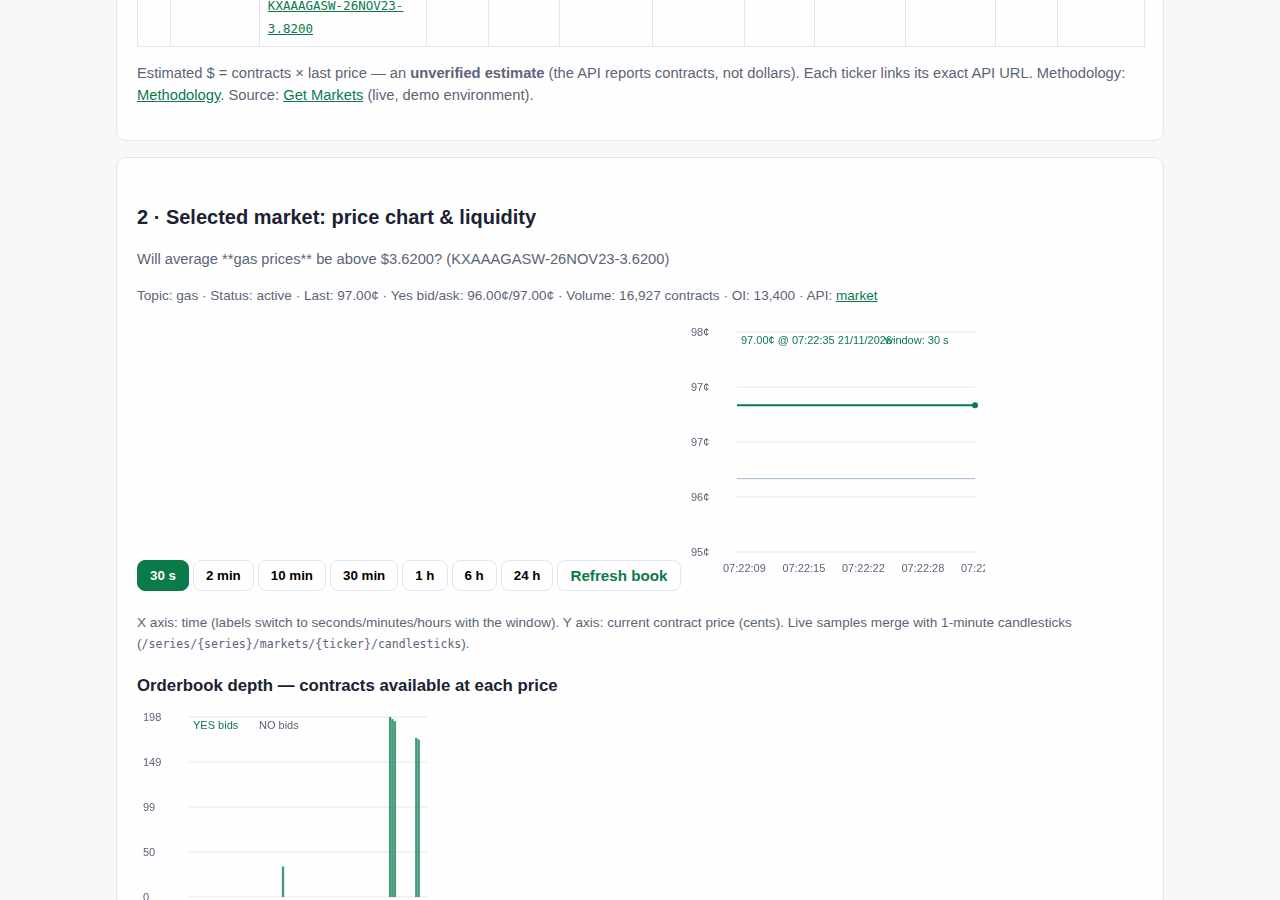 KXAAAGASW-26NOV23-
3.8200
Estimated $ = contracts × last price — an unverified estimate (the API reports contracts, not dollars). Each ticker links its exact API URL. Methodology:
Methodology. Source: Get Markets (live, demo environment).
2 · Selected market: price chart & liquidity
Will average **gas prices** be above $3.6200? (KXAAAGASW-26NOV23-3.6200)
Topic: gas · Status: active · Last: 97.00¢ · Yes bid/ask: 96.00¢/97.00¢ · Volume: 16,927 contracts · OI: 13,400 · API: market
98¢
97.00¢ @ 07:22:35 21/11/2026 window: 30 s
97¢
97¢
96¢
95¢
07:22:09 07:22:15 07:22:22 07:22:28 07:22
30 s 2 min 10 min 30 min 1 h 6 h 24 h Refresh book
X axis: time (labels switch to seconds/minutes/hours with the window). Y axis: current contract price (cents). Live samples merge with 1-minute candlesticks
(/series/{series}/markets/{ticker}/candlesticks).
Orderbook depth — contracts available at each price
198
YES bids NO bids
149
99
50
0